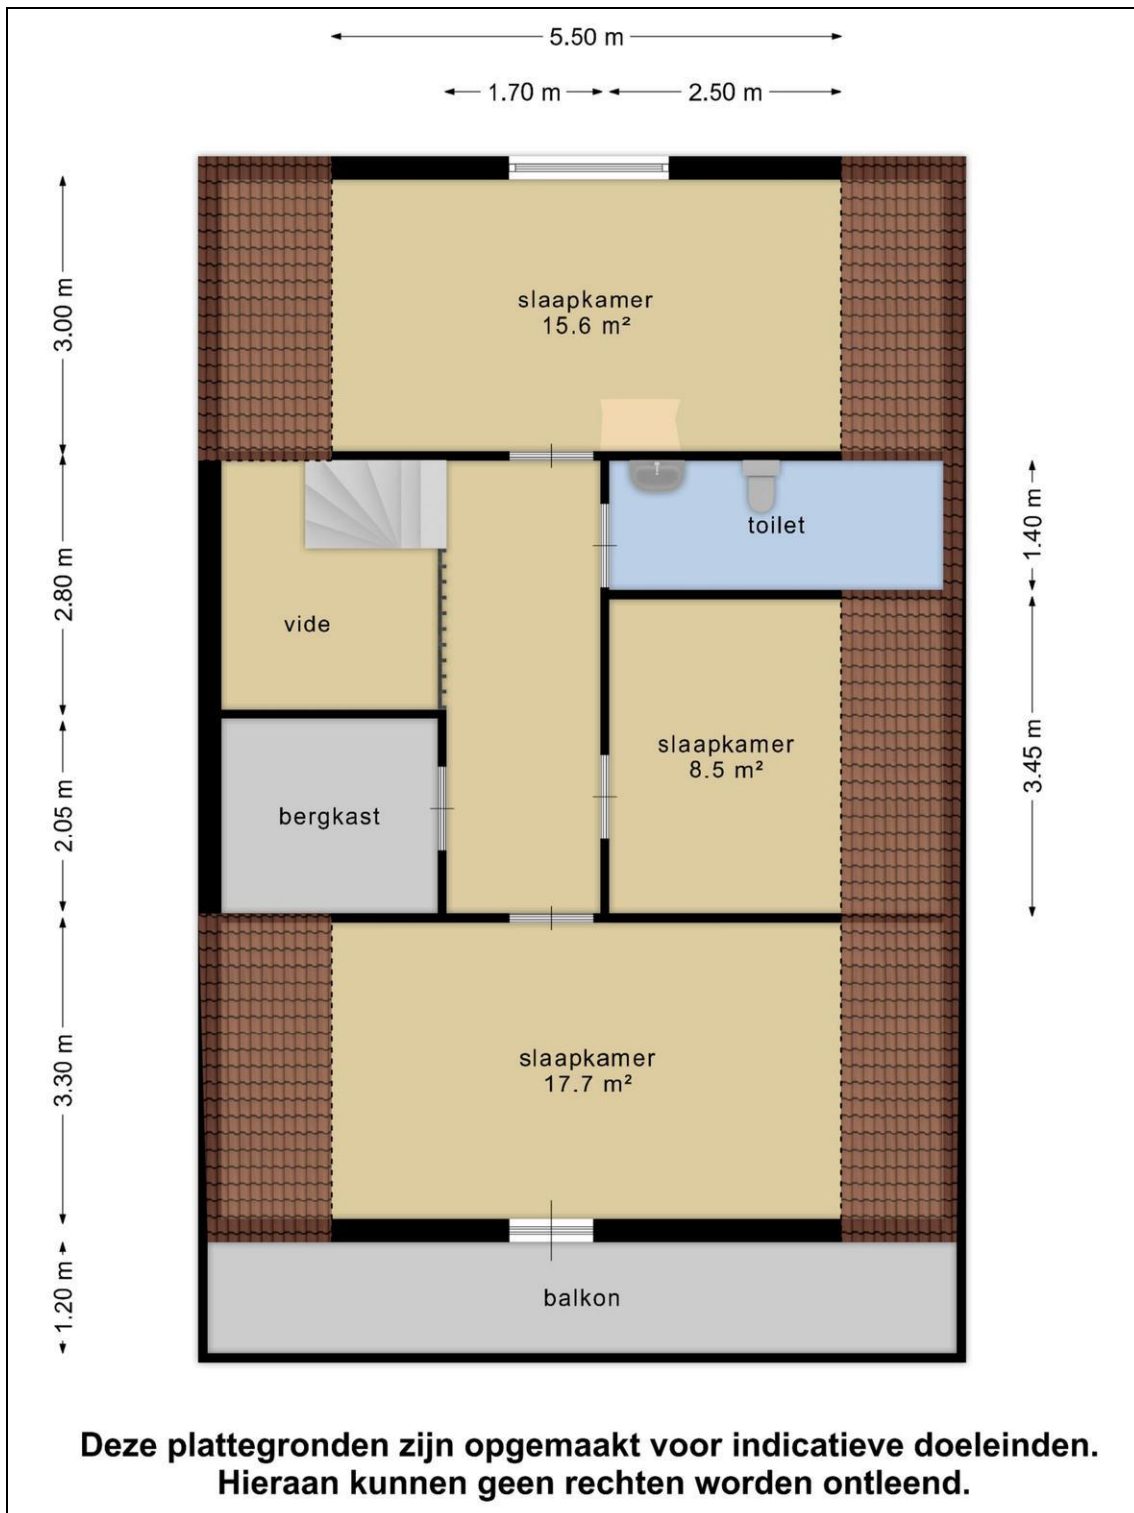 5.50 m
1.70 m
2.50 m
3.00 m
slaapkamer
15.6 m²
1.40 m
toilet
2.80 m
vide
3.45 m
slaapkamer
8.5 m²
2.05 m
bergkast
3.30 m
slaapkamer
17.7 m²
1.20 m
balkon
Deze plattegronden zijn opgemaakt voor indicatieve doeleinden.
Hieraan kunnen geen rechten worden ontleend.